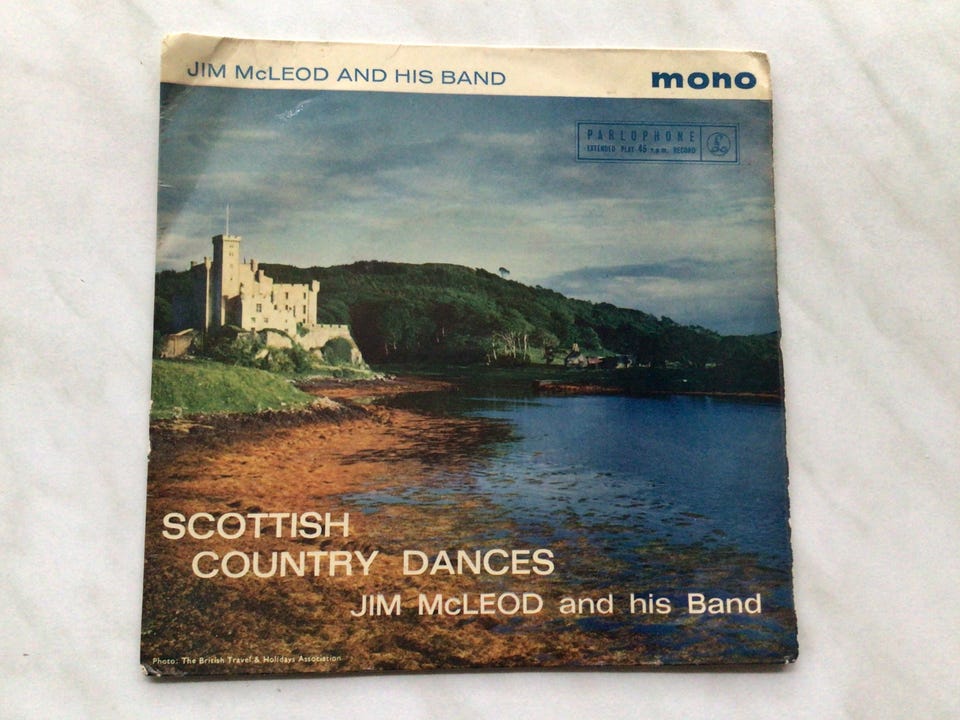 JIM McLEOD AND HIS BAND
mono
PARLOPHONE
EXTENDED PLAY 45 r.p.m. RECORD
SCOTTISH
COUNTRY DANCES
JIM McLEOD and his Band
Photo: The British Travel & Holidays Association